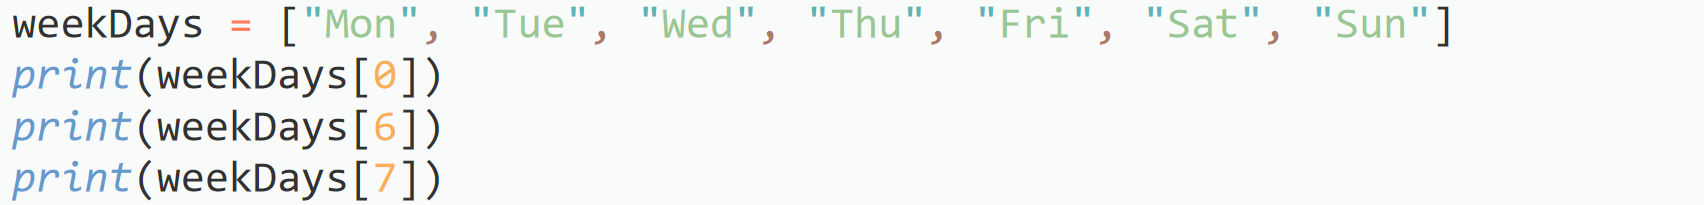 weekDays = ["Mon", "Tue", "Wed", "Thu", "Fri", "Sat", "Sun"]
print(weekDays[0])
print(weekDays[6])
print(weekDays[7])